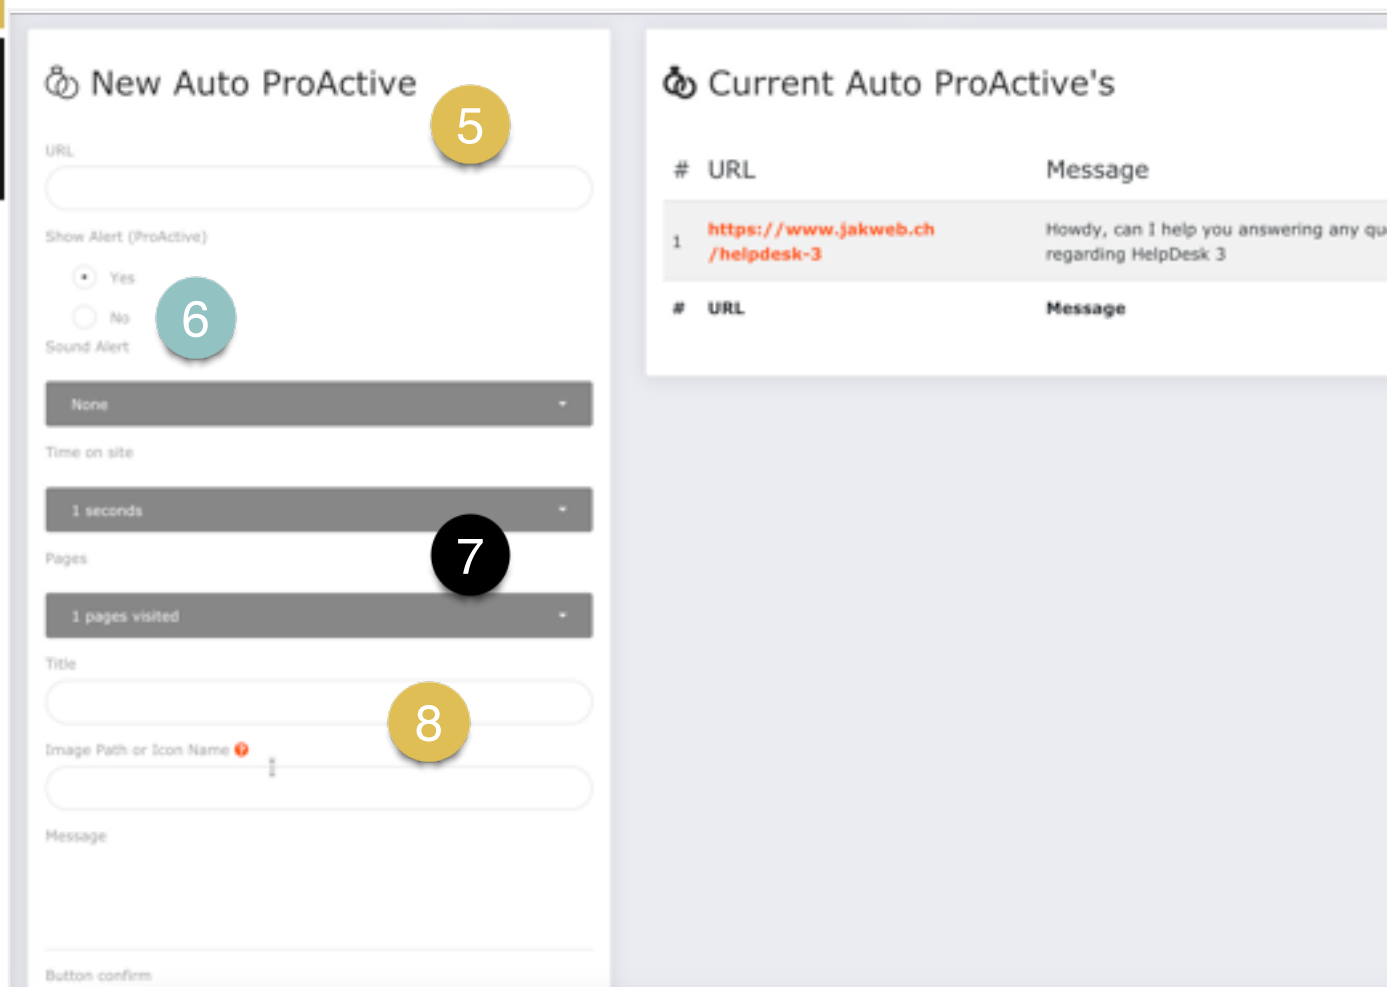 New Auto ProActive
5
URL
Show Alert (ProActive)
Yes
No
6
Sound Alert
None
Time on site
1 seconds
7
Pages
1 pages visited
Title
8
Image Path or Icon Name ?
Message
Button confirm
Current Auto ProActive's
# URL Message
1 https://www.jakweb.ch Howdy, can I help you answering any qu
/helpdesk-3 regarding HelpDesk 3
# URL Message